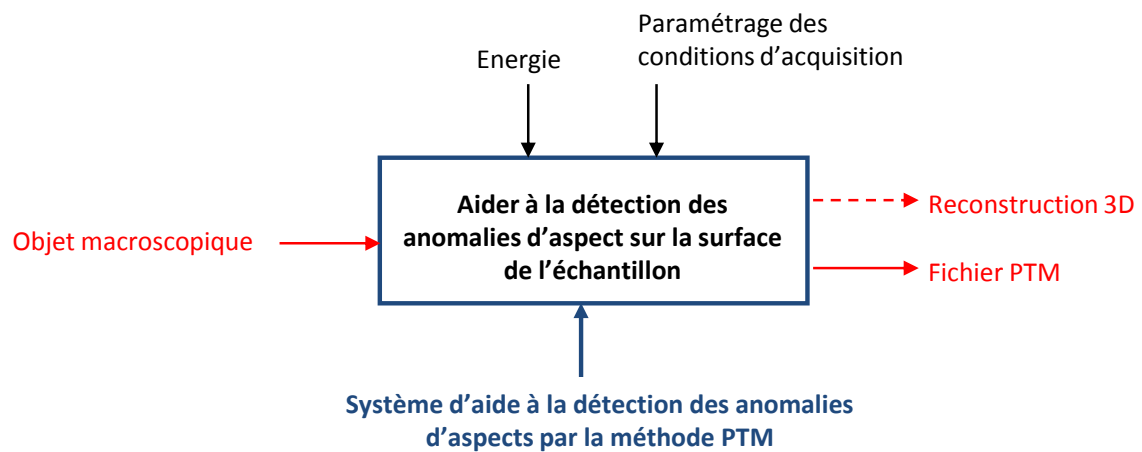 Energie
Paramétrage des
conditions d'acquisition
Objet macroscopique
Aider à la détection des
anomalies d'aspect sur la surface
de l'échantillon
Reconstruction 3D
Fichier PTM
Système d'aide à la détection des anomalies
d'aspects par la méthode PTM